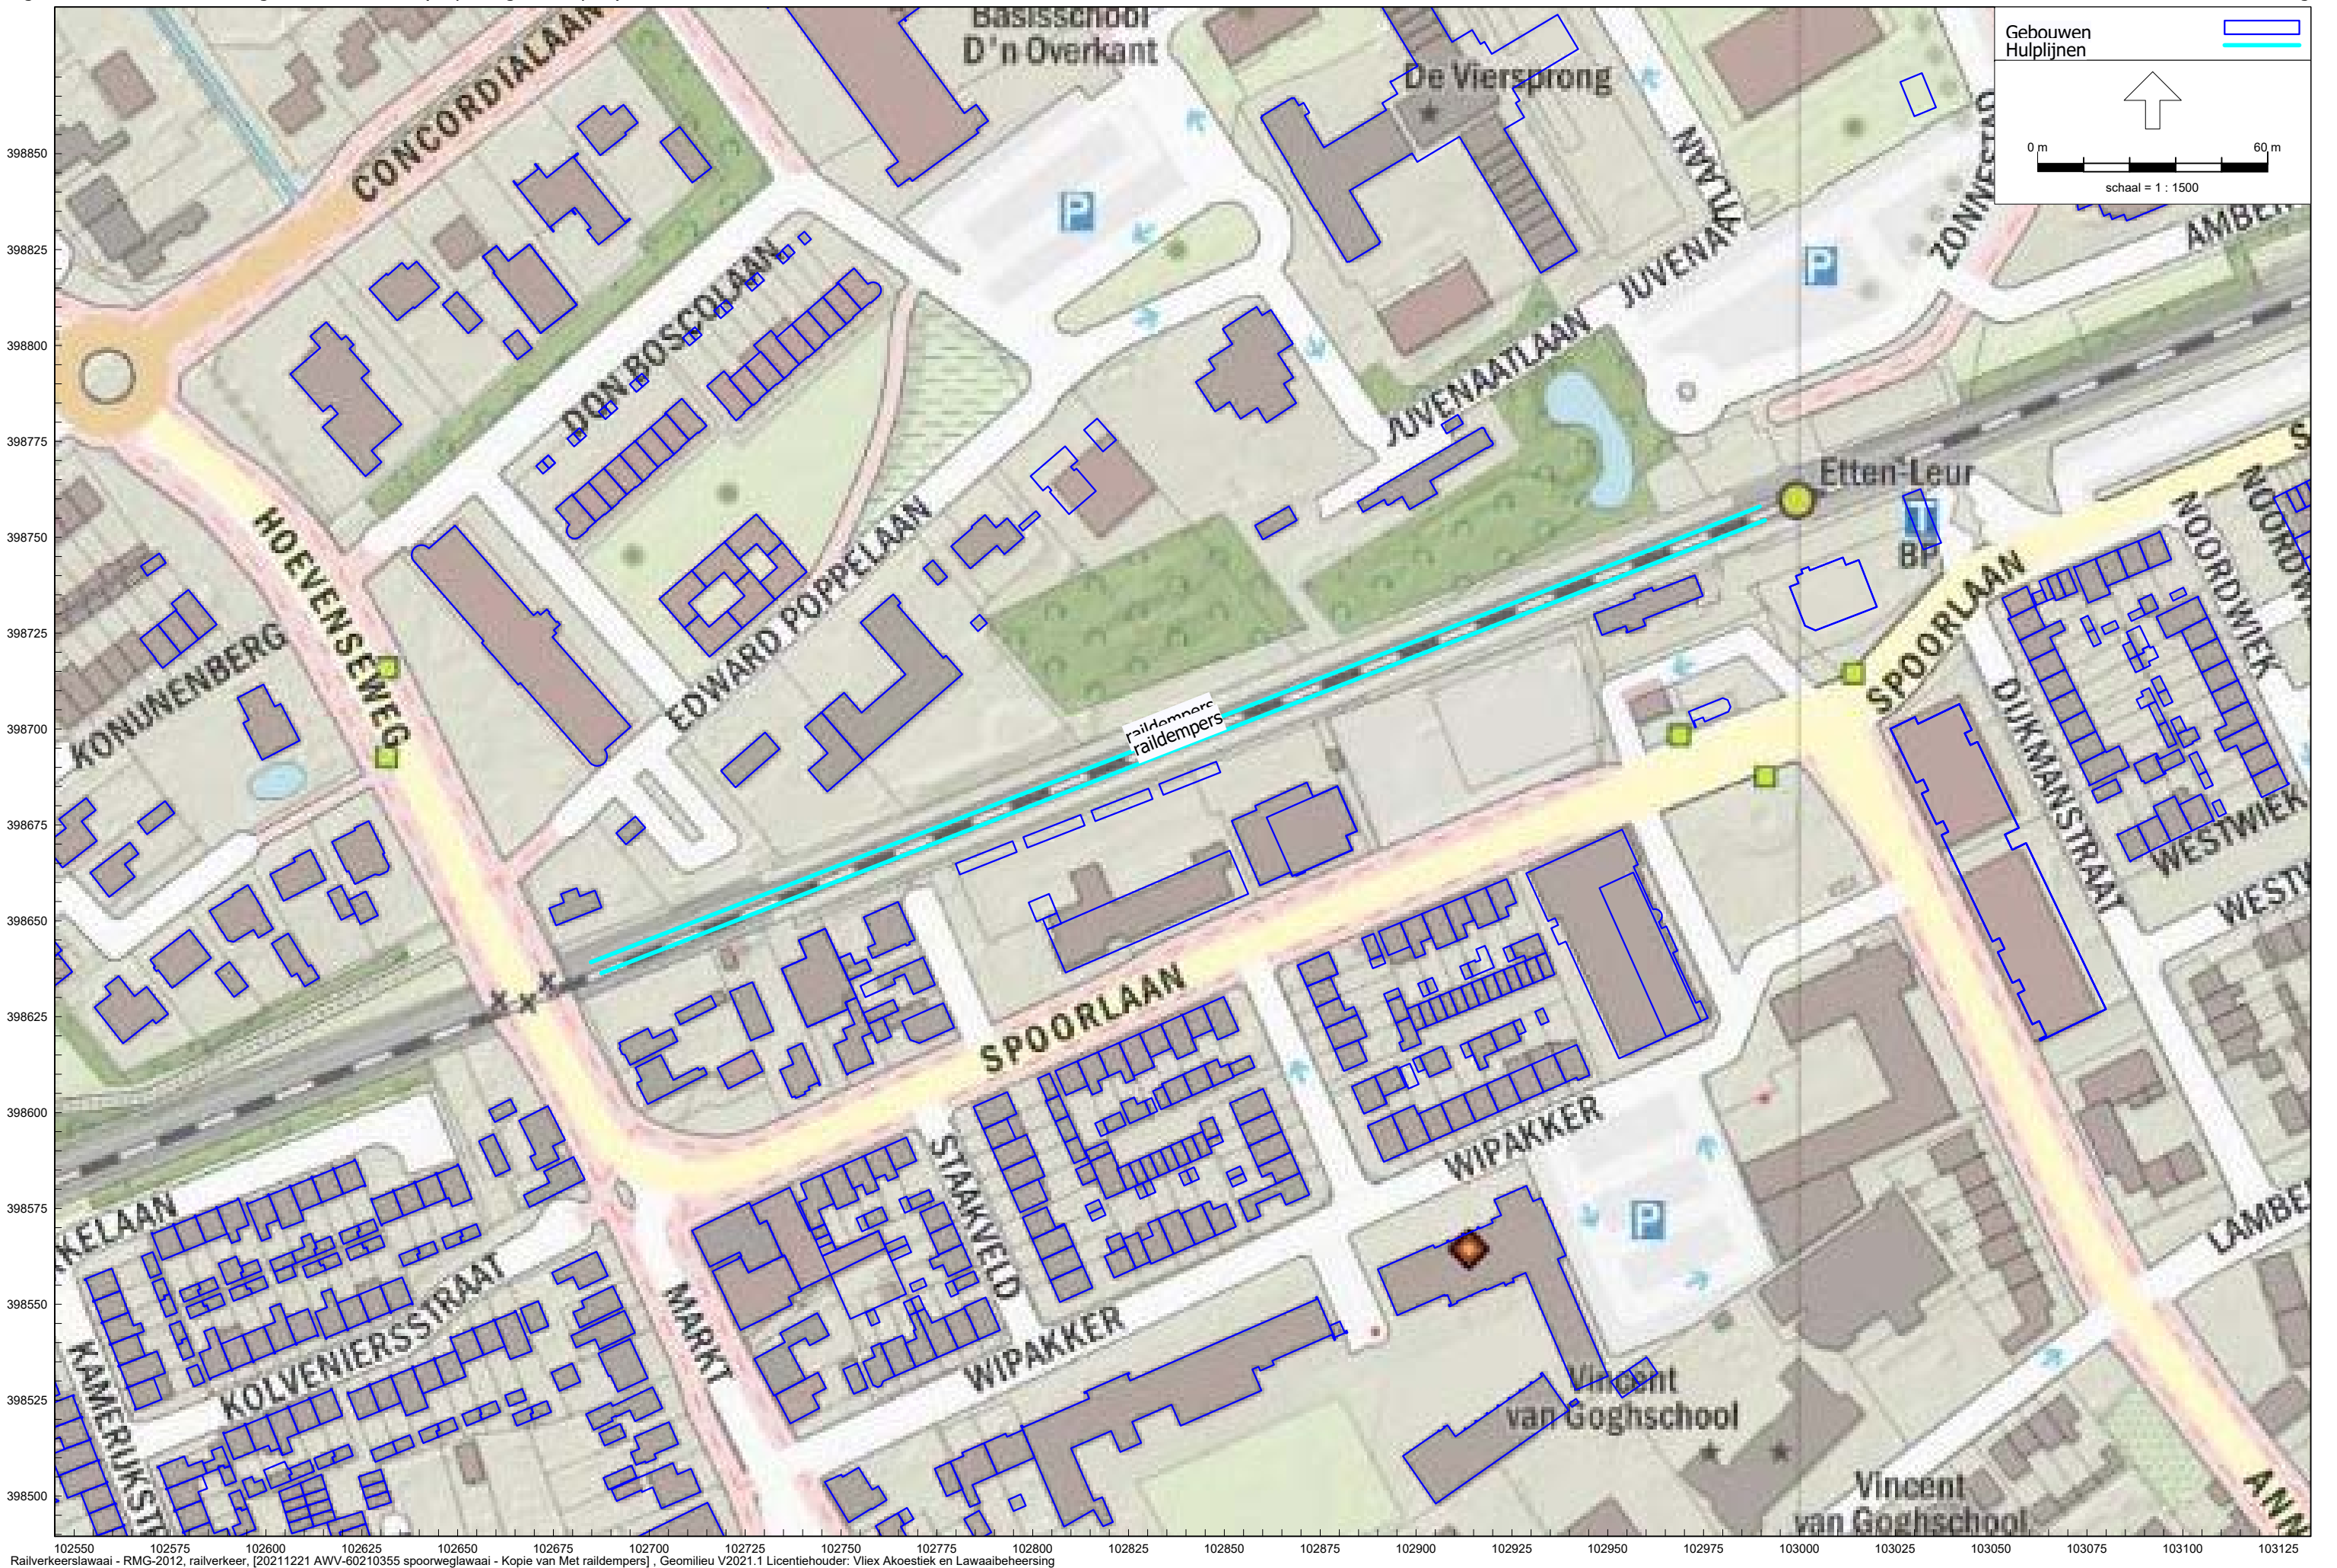 Basisschool
D'n Overkant
De Viersprong
CONCORDIALAAN
Gebouwen
Hulplijnen
0 m
60 m
schaal = 1 : 1500
JUVENAATLAAN
JUVENAATLAAN
ZONNESTAD
P
P
DON BOSCOLAAN
HOEVENSEWEG
KONIJNENBERG
EDWARD POPPELAAN
Etten-Leur
T
BP
SPOORLAAN
NOORDWIEK
DIJKMANSTRAAT
WESTWIEK
raildempers
raildempers
SPOORLAAN
STAAKVELD
WIPAKKER
WIPAKKER
P
MARKT
KOLVENIERSSTRAAT
Vincent
van Goghschool
Vincent
van Goghschool
398850
398825
398800
398775
398750
398725
398700
398675
398650
398625
398600
398575
398550
398525
398500
102550
102575
102600
102625
102650
102675
102700
102725
102750
102775
102800
102825
102850
102875
102900
102925
102950
102975
103000
103025
103050
103075
103100
103125
Railverkeerslawaai - RMG-2012, railverkeer, [20211221 AWV-60210355 spoorweglawaai - Kopie van Met raildempers] , Geomilieu V2021.1 Licentiehouder: Vliex Akoestiek en Lawaaibeheersing